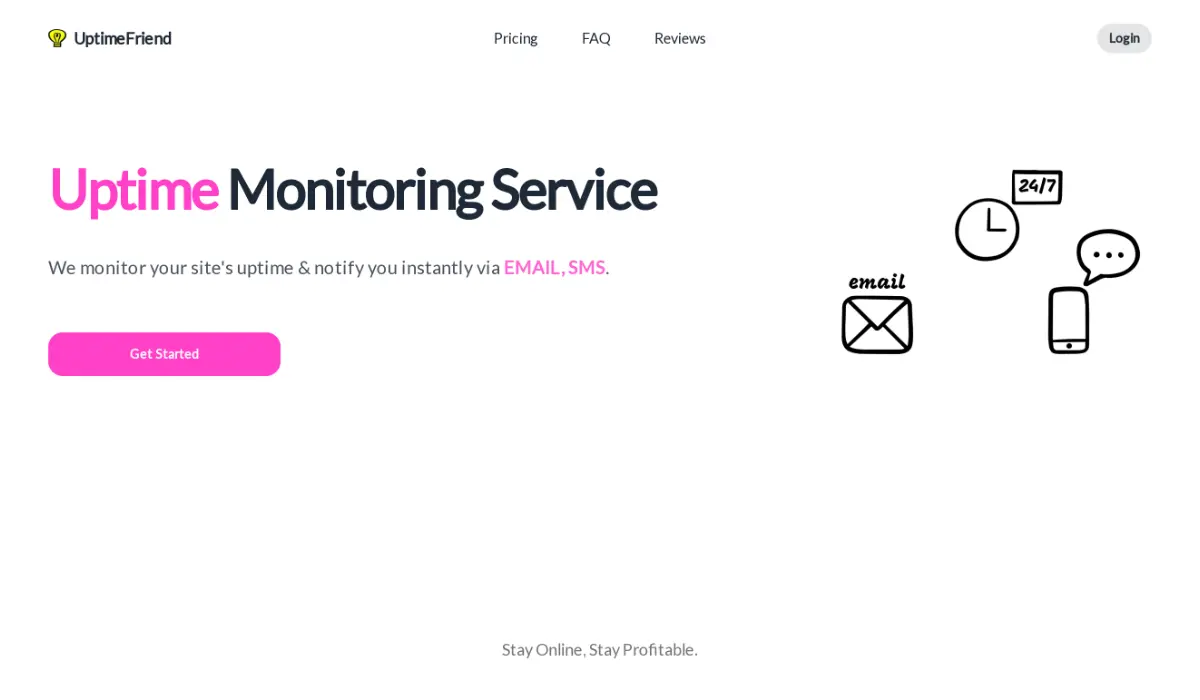 UptimeFriend
Pricing
FAQ
Reviews
Login
Uptime Monitoring Service
We monitor your site's uptime & notify you instantly via EMAIL, SMS.
Get Started
24/7
email
Stay Online, Stay Profitable.